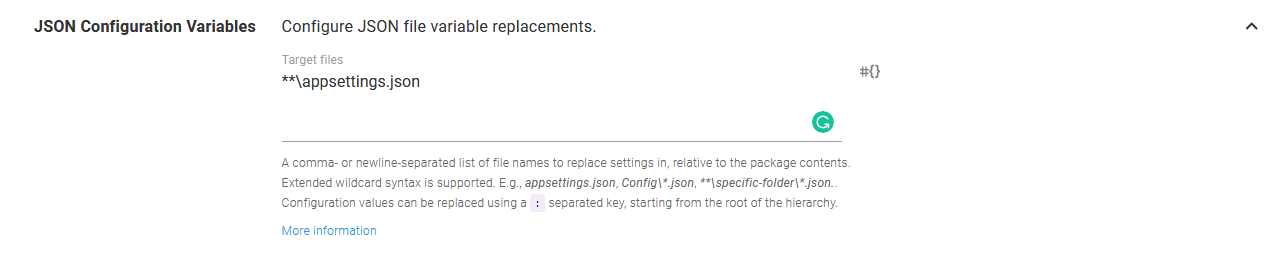 JSON Configuration Variables Configure JSON file variable replacements.
Target files
**\appsettings.json
#{}
A comma- or newline-separated list of file names to replace settings in, relative to the package contents.
Extended wildcard syntax is supported. E.g., appsettings.json, Config\*.json, **\specific-folder\*.json..
Configuration values can be replaced using a : separated key, starting from the root of the hierarchy.
More information